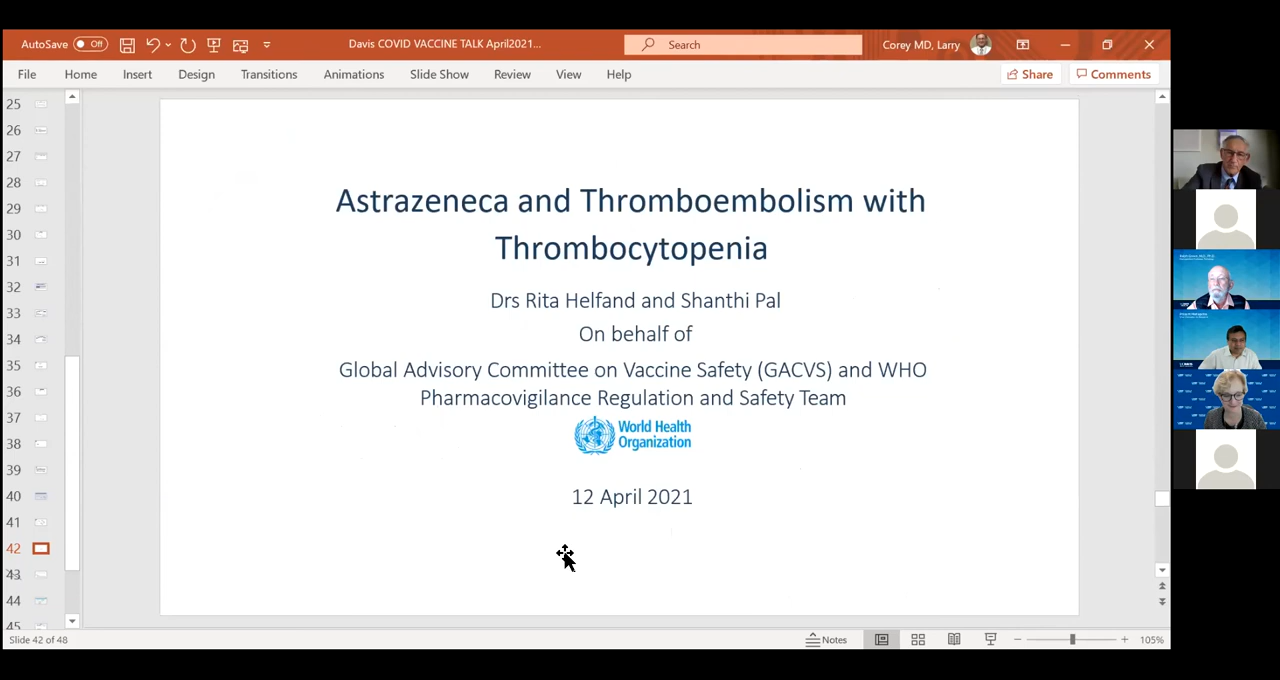 AutoSave Off
Davis COVID VACCINE TALK April2021...
Search
Corey MD, Larry
File Home Insert Design Transitions Animations Slide Show Review View Help
Share Comments
25
26
27
28
29
30
31
32
33
34
35
36
37
38
39
40
41
42
43
44
45
Astrazeneca and Thromboembolism with
Thrombocytopenia
Drs Rita Helfand and Shanthi Pal
On behalf of
Global Advisory Committee on Vaccine Safety (GACVS) and WHO
Pharmacovigilance Regulation and Safety Team
World Health
Organization
12 April 2021
Slide 42 of 48
Notes
105%